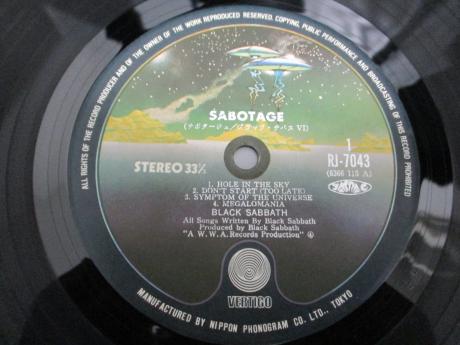 ALL RIGHTS OF THE RECORD PRODUCER AND OF THE OWNER OF THE WORK REPRODUCED RESERVED. COPYING, PUBLIC PERFORMANCE AND BROADCASTING OF THIS RECORD PROHIBITED
SABOTAGE
(サボタージュ/ブラック・サバス VI)
1
RJ-7043
(6366 115 A)
STEREO 33⅓
1. HOLE IN THE SKY
2. DON'T START (TOO LATE)
3. SYMPTOM OF THE UNIVERSE
4. MEGALOMANIA
BLACK SABBATH
All Songs Written By Black Sabbath
Produced by Black Sabbath
"A W.W.A. Records Production" ④
VERTIGO
MANUFACTURED BY NIPPON PHONOGRAM CO. LTD., TOKYO